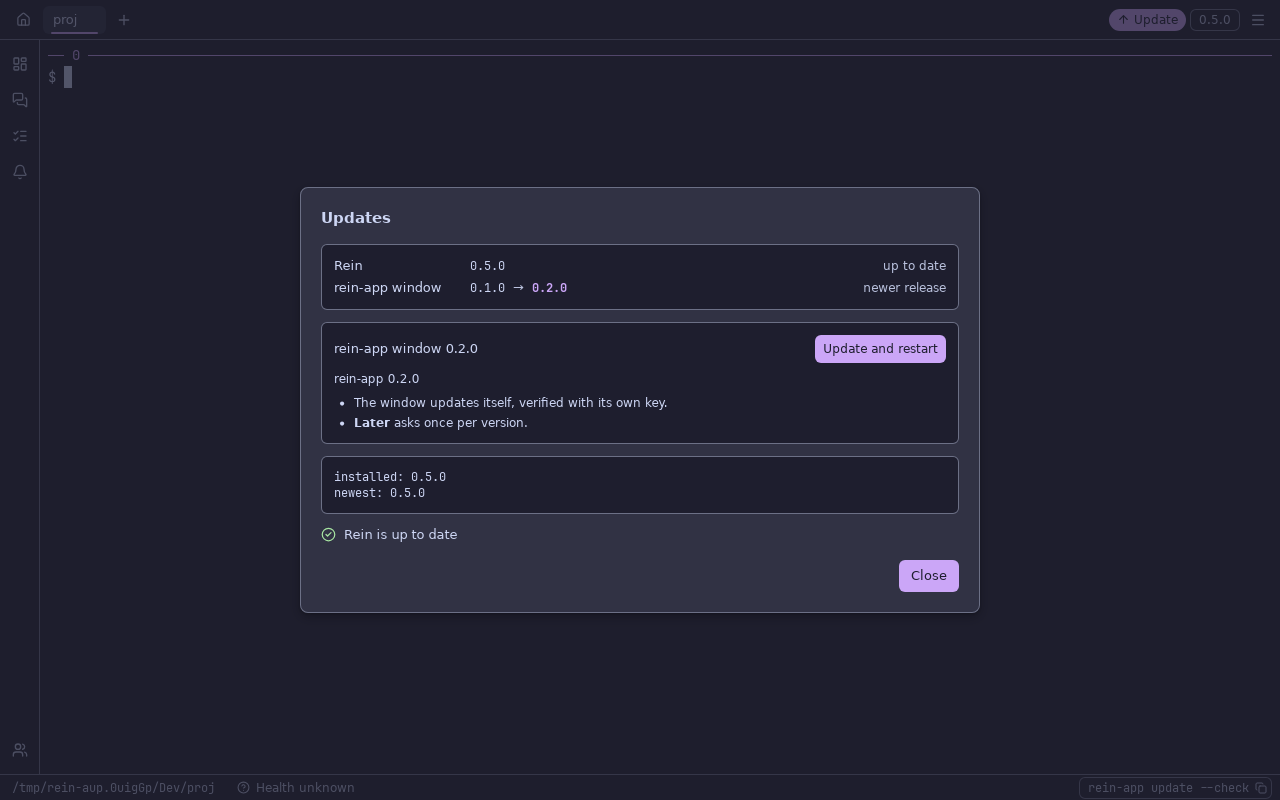 proj
Update
0.5.0
0
$
Updates
Rein 0.5.0 up to date
rein-app window 0.1.0 → 0.2.0 newer release
rein-app window 0.2.0 Update and restart
rein-app 0.2.0
• The window updates itself, verified with its own key.
• Later asks once per version.
installed: 0.5.0
newest: 0.5.0
Rein is up to date
Close
/tmp/rein-aup.0uigGp/Dev/proj Health unknown rein-app update --check